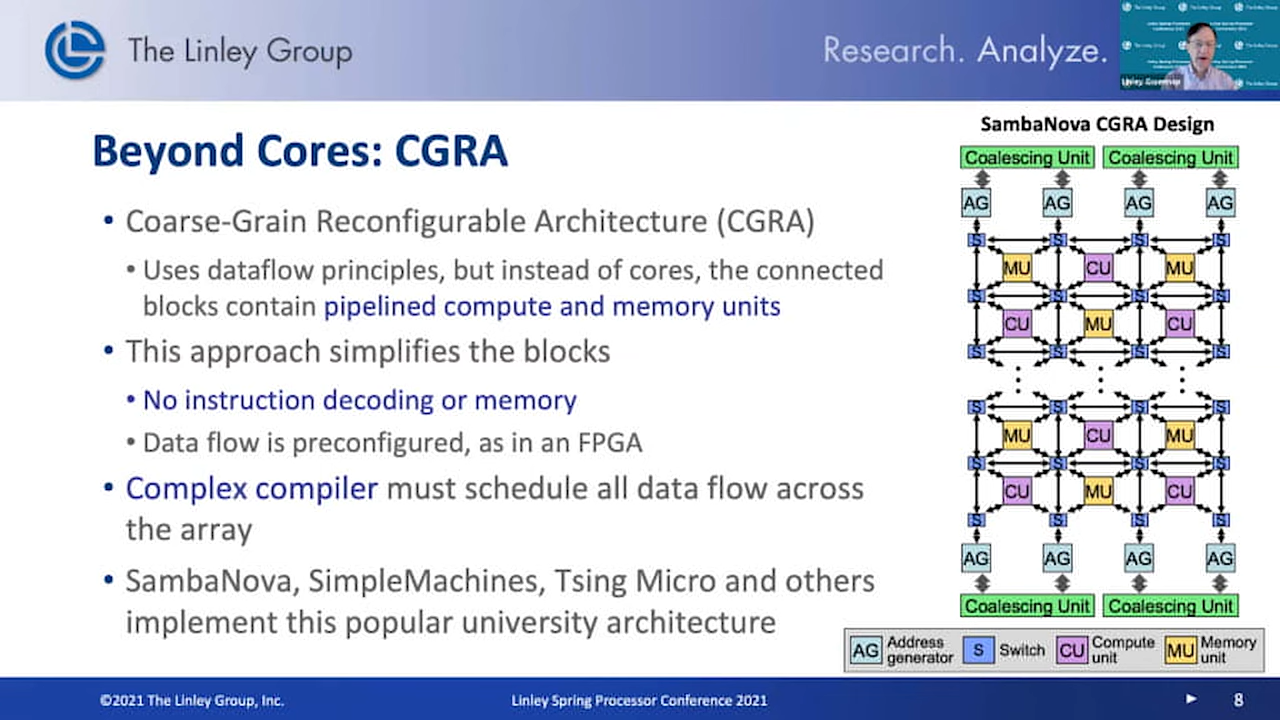 The Linley Group
Research. Analyze.
Linley Gwennap
Beyond Cores: CGRA
• Coarse-Grain Reconfigurable Architecture (CGRA)
• Uses dataflow principles, but instead of cores, the connected
blocks contain pipelined compute and memory units
• This approach simplifies the blocks
• No instruction decoding or memory
• Data flow is preconfigured, as in an FPGA
• Complex compiler must schedule all data flow across
the array
• SambaNova, SimpleMachines, Tsing Micro and others
implement this popular university architecture
SambaNova CGRA Design
Coalescing Unit Coalescing Unit
AG AG AG AG
S S S S
MU CU MU
S S S S
CU MU CU
S S S S
S S S S
MU CU MU
S S S S
CU MU CU
S S S S
AG AG AG AG
Coalescing Unit Coalescing Unit
AG Address generator S Switch CU Compute unit MU Memory unit
©2021 The Linley Group, Inc.
Linley Spring Processor Conference 2021
8